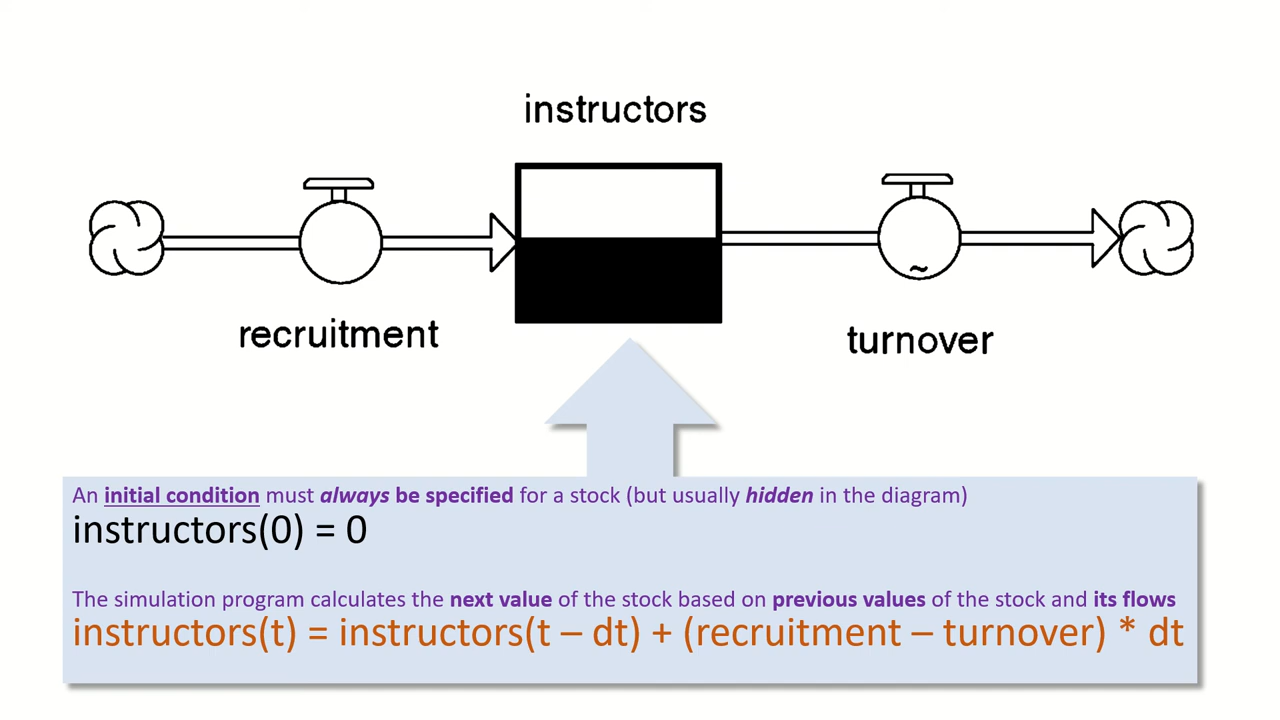 instructors
recruitment
turnover
~
An initial condition must always be specified for a stock (but usually hidden in the diagram)
instructors(0) = 0
The simulation program calculates the next value of the stock based on previous values of the stock and its flows
instructors(t) = instructors(t – dt) + (recruitment – turnover) * dt